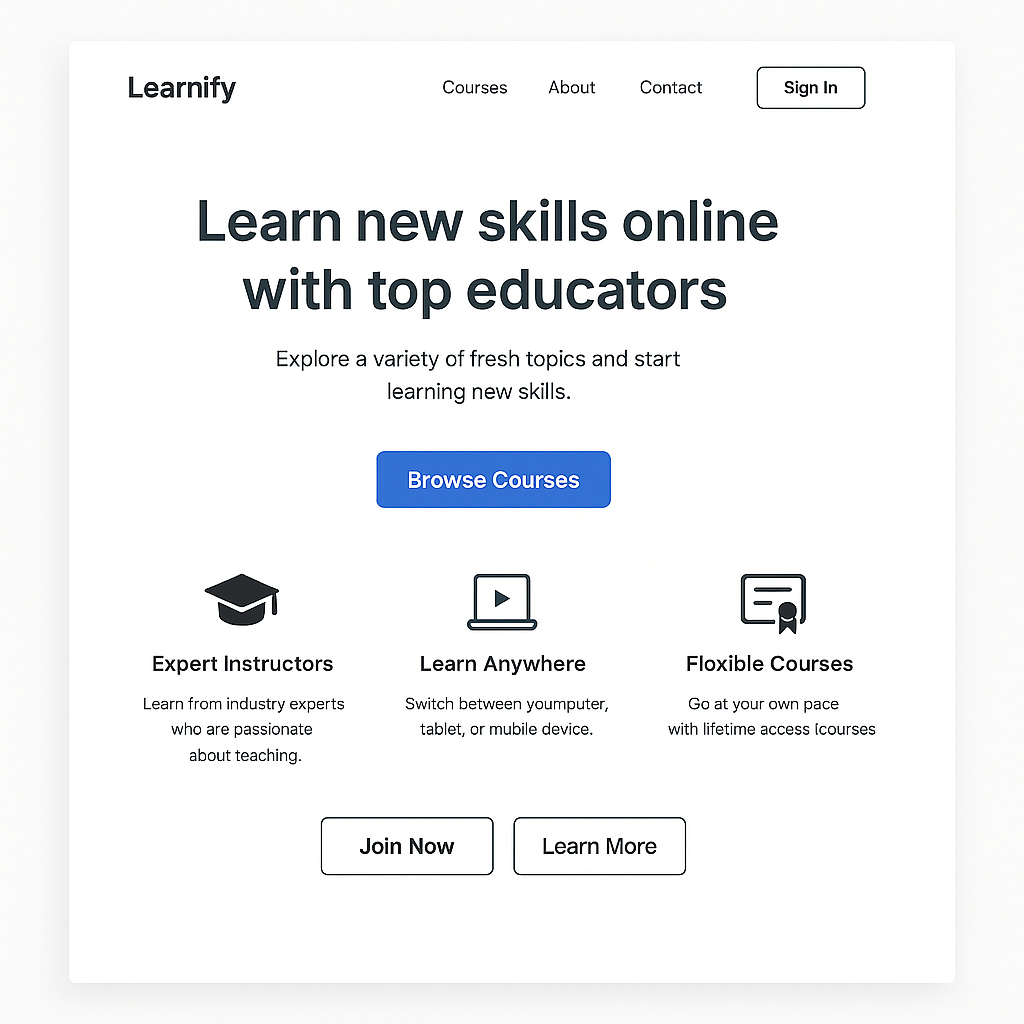 Learnify
Courses About Contact Sign In
Learn new skills online
with top educators
Explore a variety of fresh topics and start
learning new skills.
Browse Courses
Expert Instructors
Learn from industry experts
who are passionate
about teaching.
Learn Anywhere
Switch between youmputer,
tablet, or mubile device.
Floxible Courses
Go at your own pace
with lifetime access [courses
Join Now
Learn More